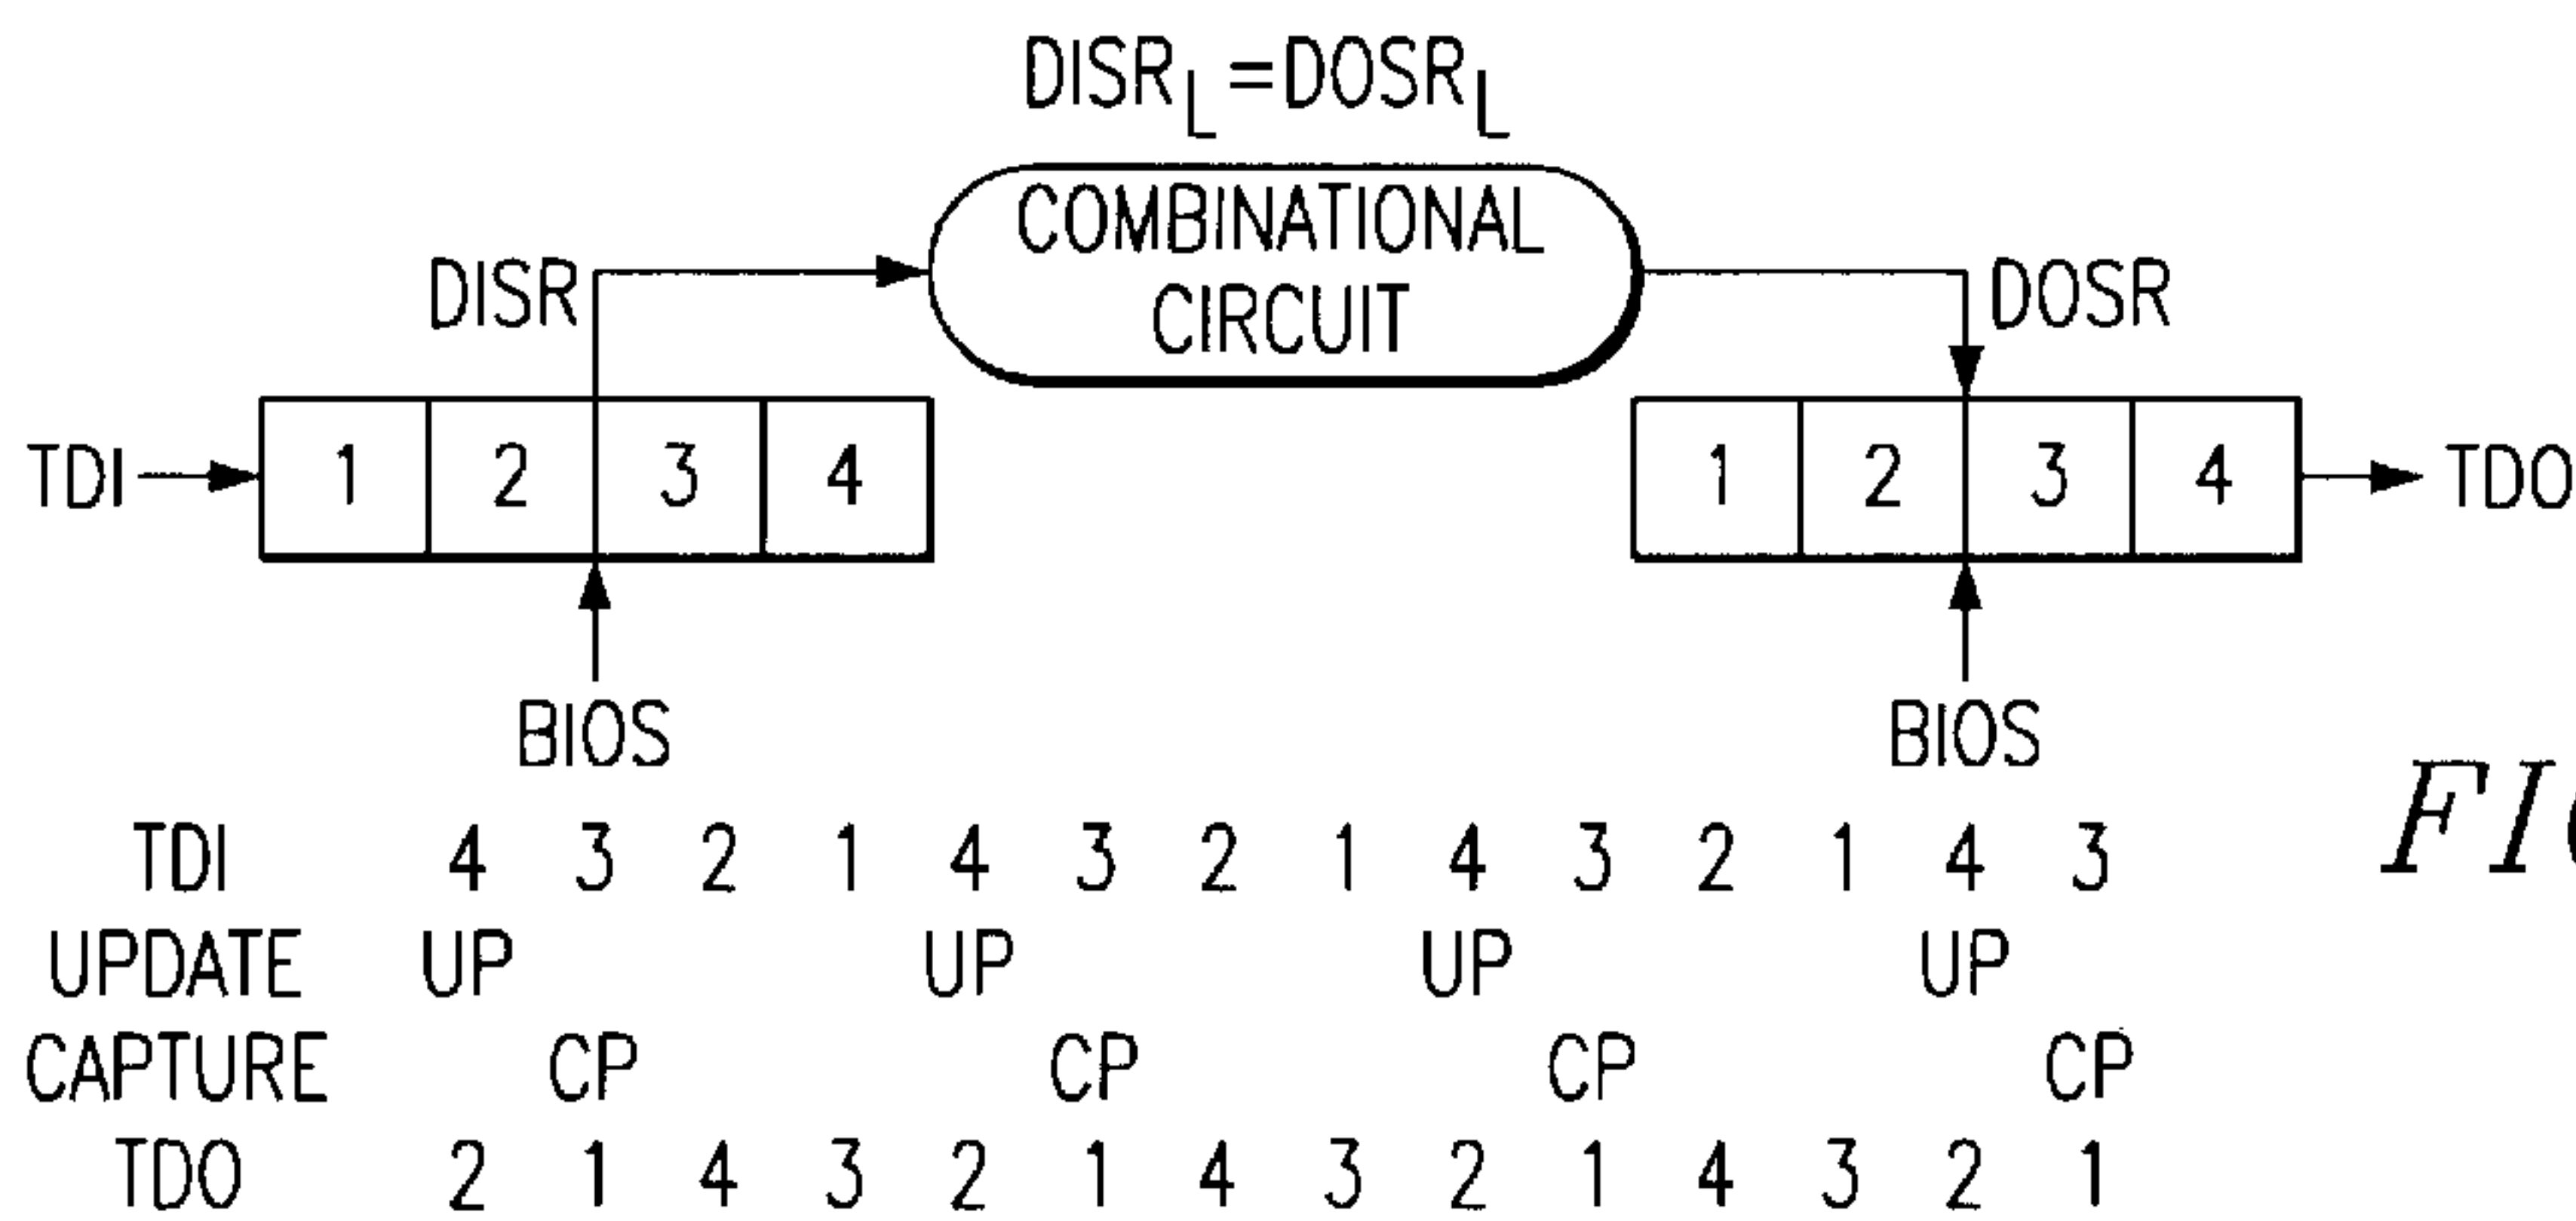 DISRL=DOSRL
COMBINATIONAL
CIRCUIT
DISR
DOSR
TDI
1 2 3 4
1 2 3 4
TDO
BIOS
BIOS
TDI 4 3 2 1 4 3 2 1 4 3 2 1 4 3
UPDATE UP UP UP UP
CAPTURE CP CP CP CP
TDO 2 1 4 3 2 1 4 3 2 1 4 3 2 1